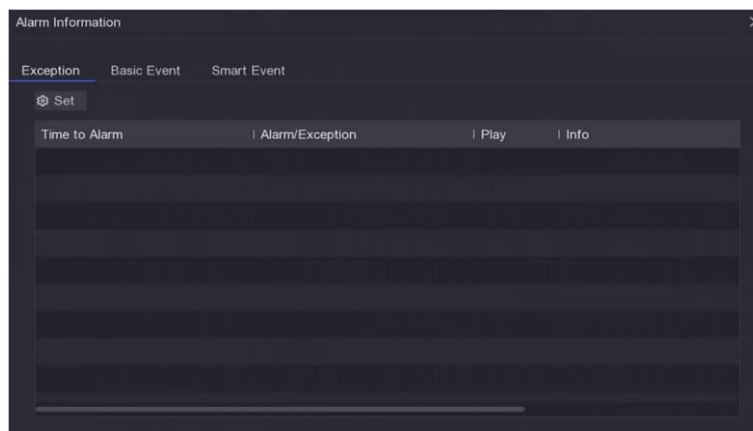 Alarm Information
Exception Basic Event Smart Event
Set
Time to Alarm Alarm/Exception Play Info